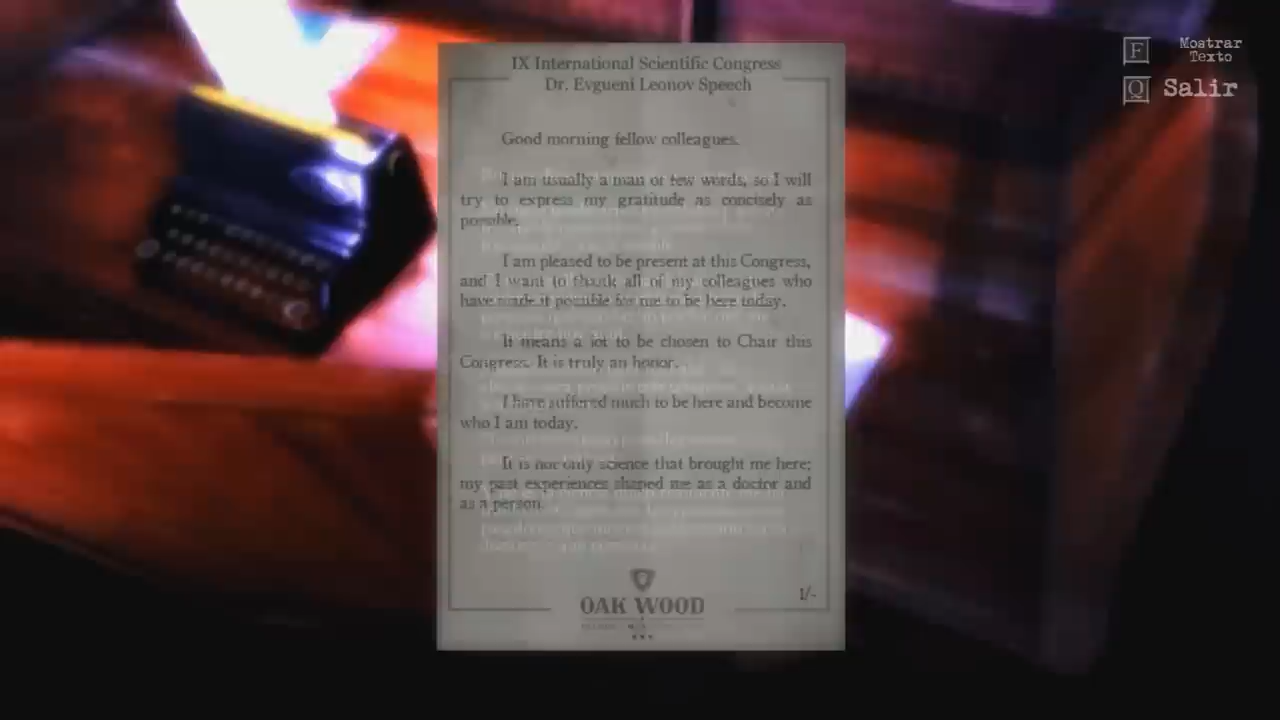 IX International Scientific Congress
Dr. Evgueni Leonov Speech
F
Mostrar
Texto
Q
Salir
Good morning fellow colleagues.
I am usually a man of few words, so I will
try to express my gratitude as concisely as
possible.
I am pleased to be present at this Congress,
and I want to thank all of my colleagues who
have made it possible for me to be here today.
It means a lot to be chosen to Chair this
Congress. It is truly an honor.
I have suffered much to be here and become
who I am today.
It is not only science that brought me here;
my past experiences shaped me as a doctor and
as a person.
1/-
OAK WOOD